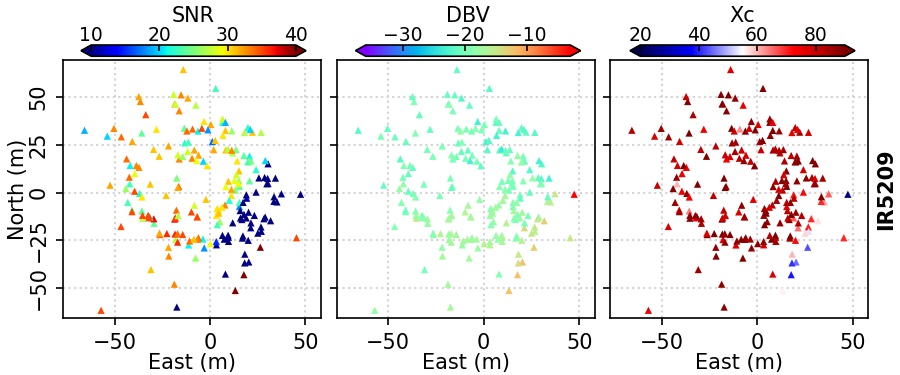 SNR DBV Xc
10 20 30 40 −30 −20 −10 20 40 60 80
50
25
0
−25
−50
North (m)
−50 0 50 −50 0 50 −50 0 50
East (m) East (m) East (m)
IR5209